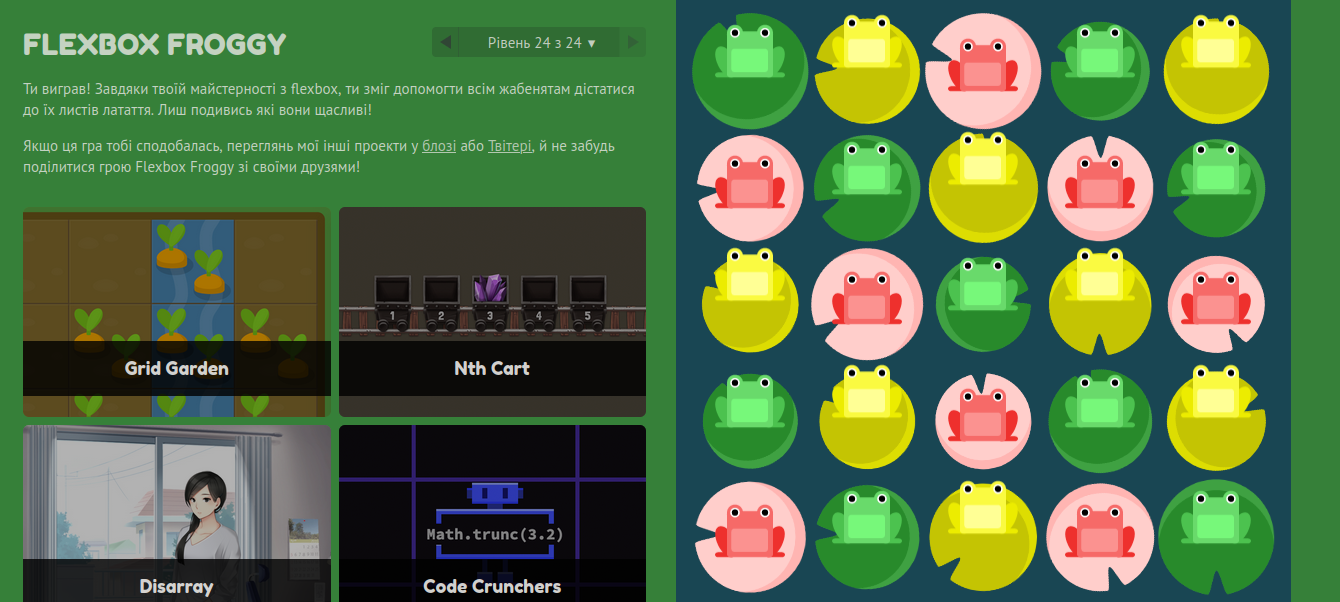 FLEXBOX FROGGY
Рівень 24 з 24 ▼
Ти виграв! Завдяки твоїй майстерності з flexbox, ти зміг допомогти всім жабенятам дістатися
до їх листів латаття. Лиш подивись які вони щасливі!
Якщо ця гра тобі сподобалась, переглянь мої інші проекти у блозі або Твітері, й не забудь
поділитися грою Flexbox Froggy зі своїми друзями!
Grid Garden
1 2 3 4 5
Nth Cart
Disarray
Math.trunc(3.2)
Code Crunchers